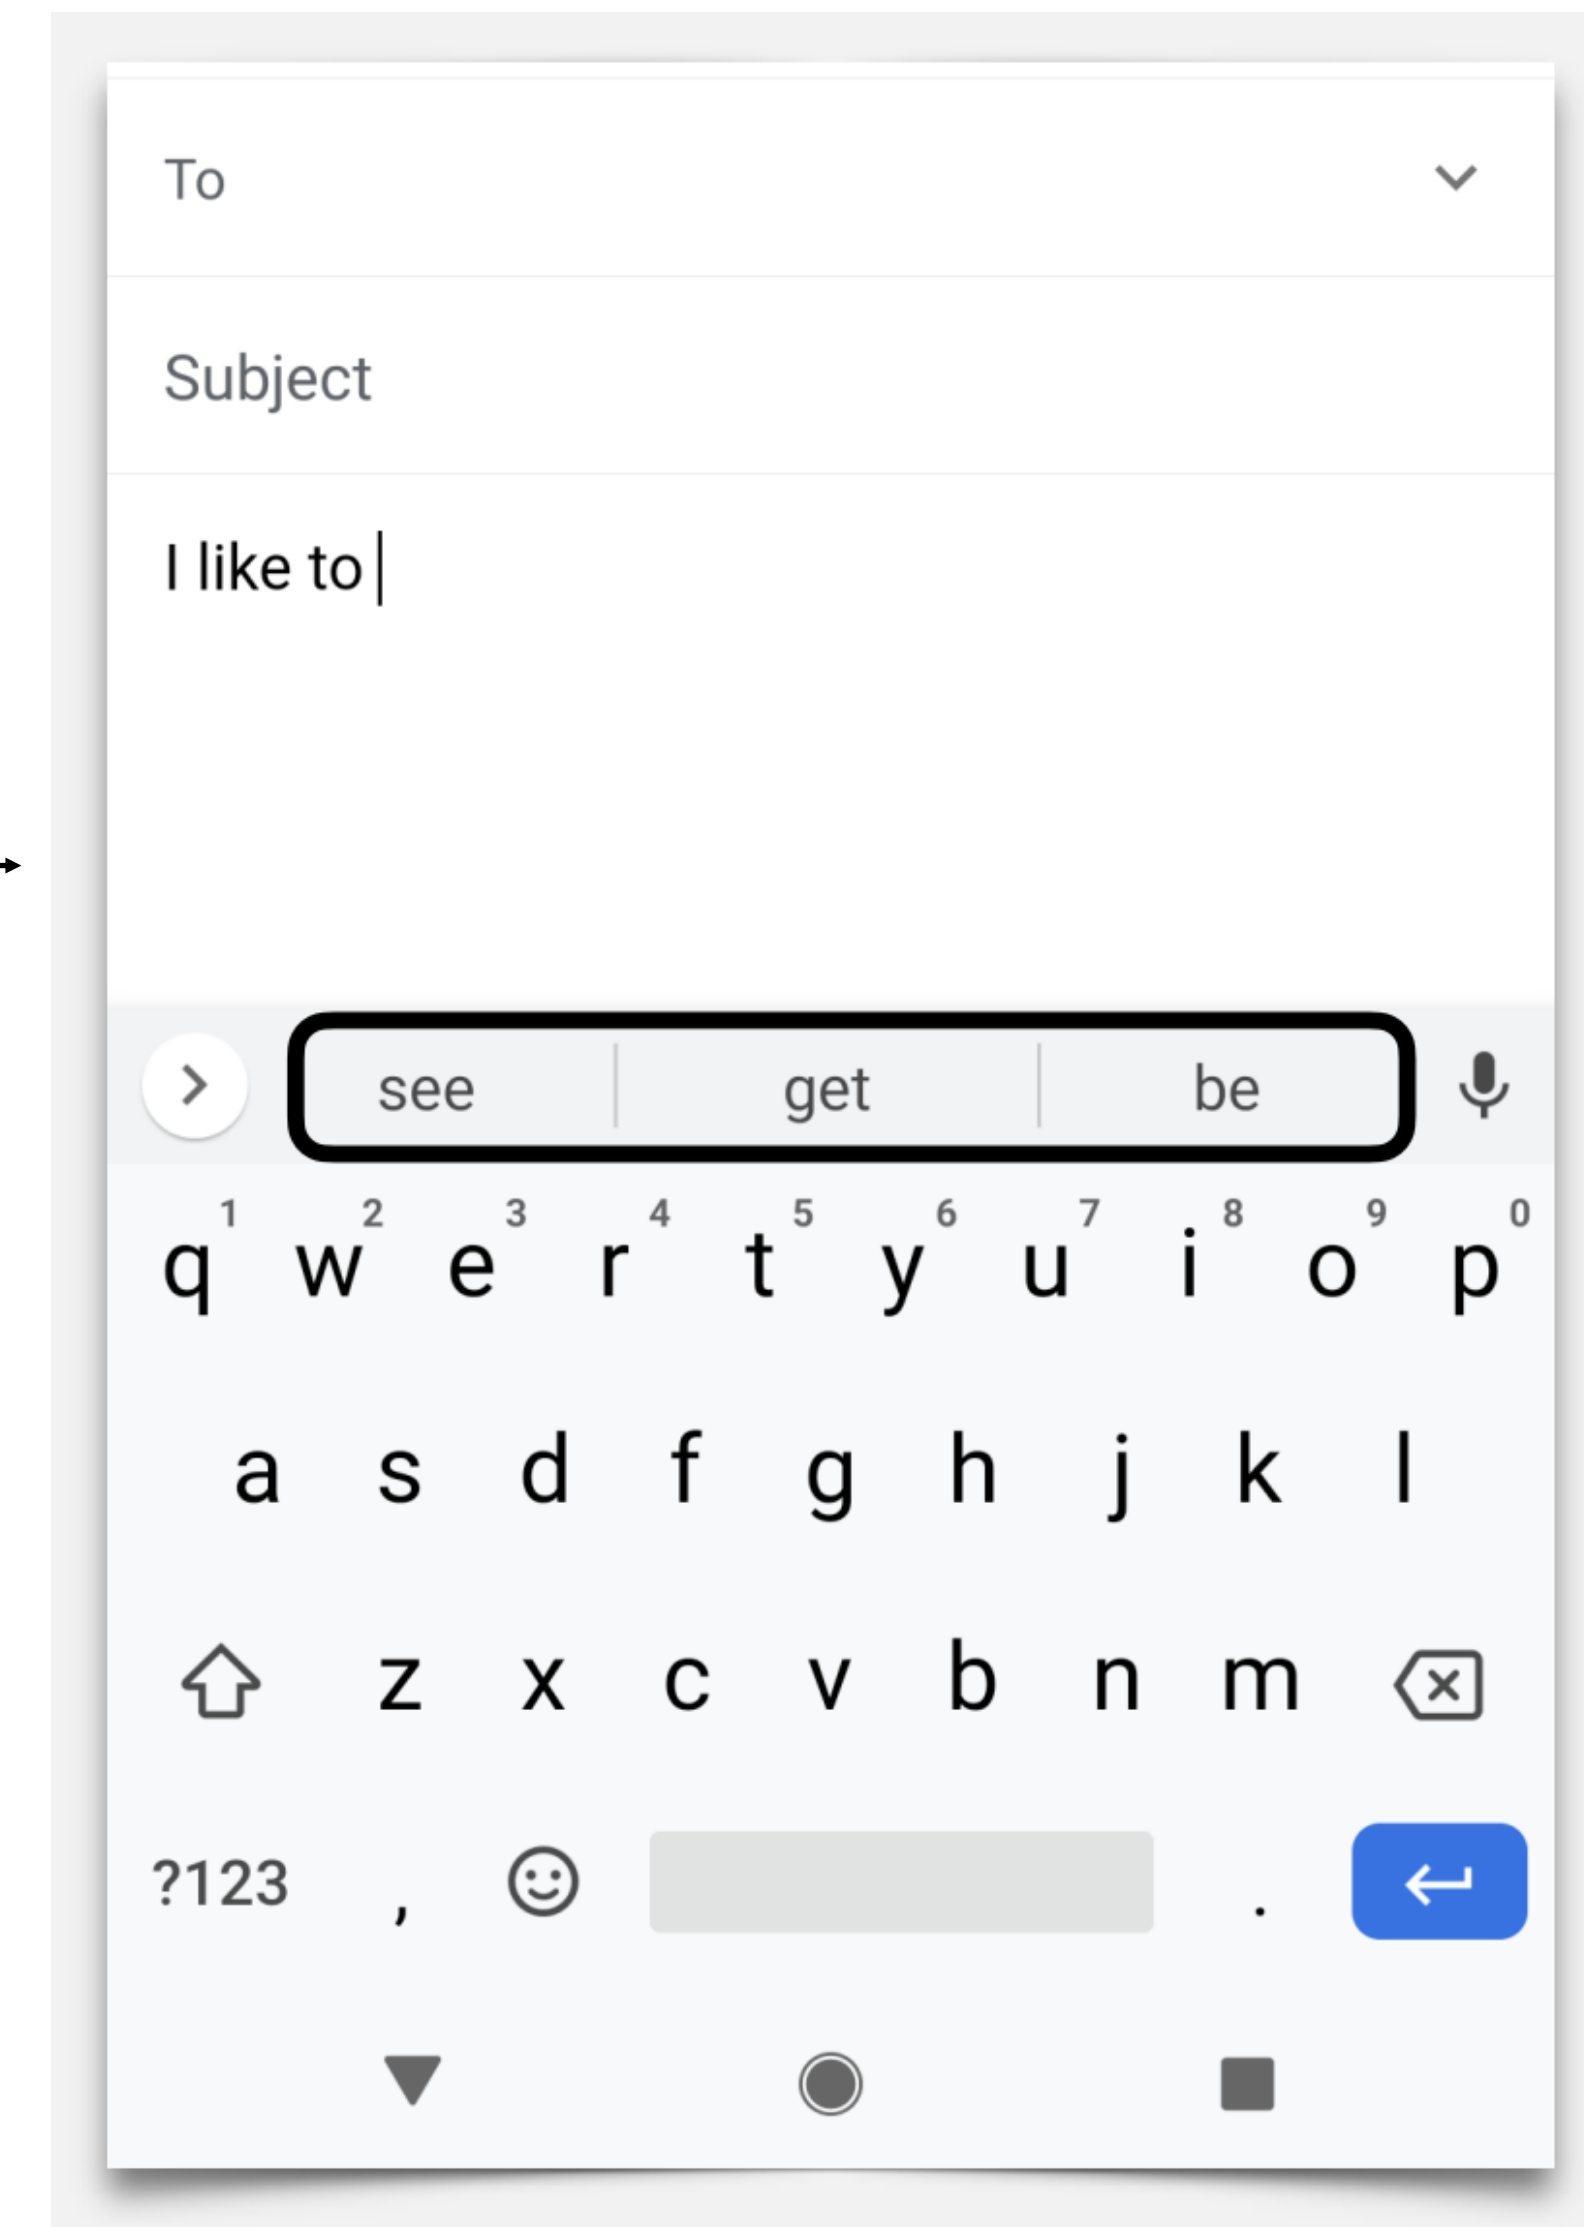 To
Subject
I like to
see get be
1 2 3 4 5 6 7 8 9 0
q w e r t y u i o p
a s d f g h j k l
z x c v b n m
?123 , .